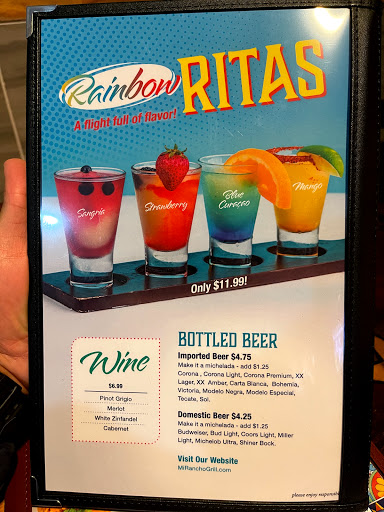 Rainbow RITAS
A flight full of flavor!
Sangria
Strawberry
Blue
Curaçao
Mango
Only $11.99!
Wine
$6.99
Pinot Grigio
Merlot
White Zinfandel
Cabernet
BOTTLED BEER
Imported Beer $4.75
Make it a michelada - add $1.25
Corona , Corona Light, Corona Premium, XX
Lager, XX Amber, Carta Blanca, Bohemia,
Victoria, Modelo Negra, Modelo Especial,
Tecate, Sol.
Domestic Beer $4.25
Make it a michelada - add $1.25
Budweiser, Bud Light, Coors Light, Miller
Light, Michelob Ultra, Shiner Bock.
Visit Our Website
MiRanchoGrill.com
please enjoy responsibly